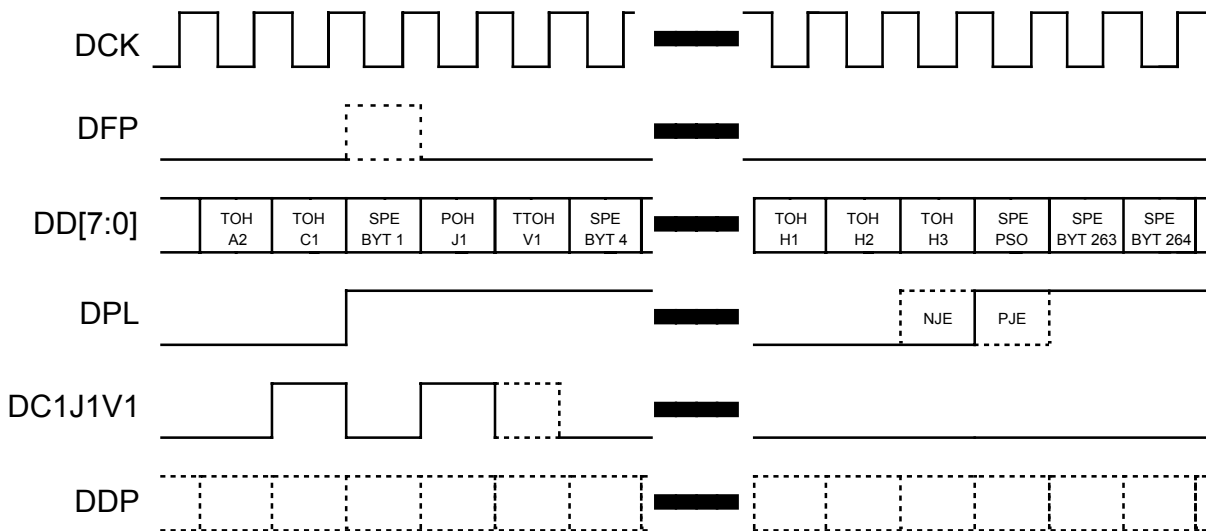 DCK
DFP
DD[7:0]
TOH TOH SPE POH TTOH SPE TOH TOH TOH SPE SPE SPE
A2 C1 BYT 1 J1 V1 BYT 4 H1 H2 H3 PSO BYT 263 BYT 264
DPL
NJE PJE
DC1J1V1
DDP